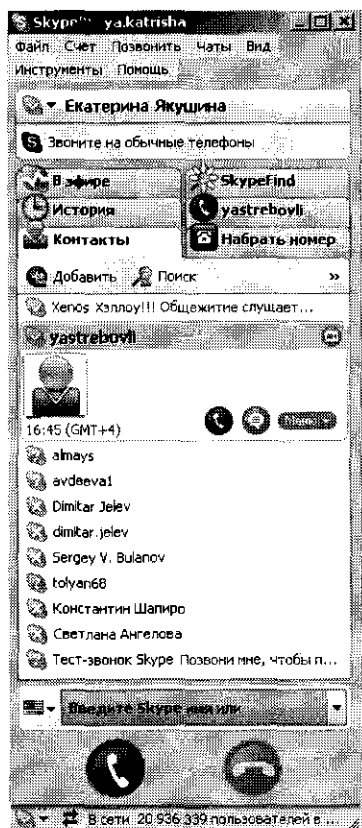 Skype™ ya.katrisha
Файл Счет Позвонить Чаты Вид
Инструменты Помощь
Екатерина Якушина
Звоните на обычные телефоны
В эфире SkypeFind
История yastrebovli
Контакты Набрать номер
Добавить Поиск »
Xenos Хэллоу!!! Общежитие слушает...
yastrebovli
16:45 (GMT+4)
almays
avdeeva1
Dimitar Jelev
dimitar.jelev
Sergey V. Bulanov
tolyan68
Константин Шапиро
Светлана Ангелова
Тест-звонок Skype Позвони мне, чтобы п...
Введите Skype имя или
В сети 20 936 339 пользователей в ...